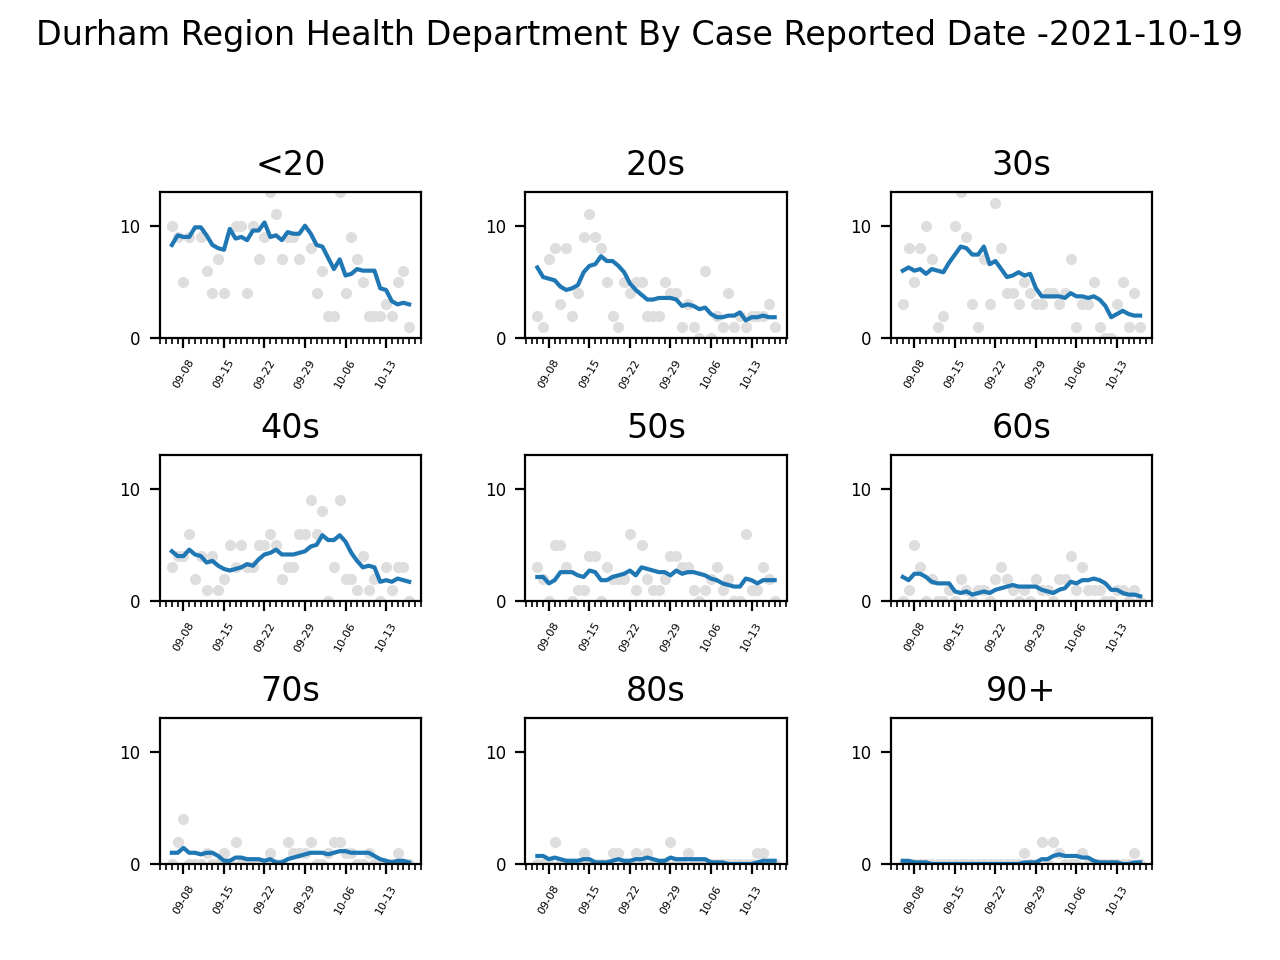 Durham Region Health Department By Case Reported Date -2021-10-19
<20 20s 30s
10 10 10
0 0 0
09-08 09-15 09-22 09-29 10-06 10-13 09-08 09-15 09-22 09-29 10-06 10-13 09-08 09-15 09-22 09-29 10-06 10-13
40s 50s 60s
10 10 10
0 0 0
09-08 09-15 09-22 09-29 10-06 10-13 09-08 09-15 09-22 09-29 10-06 10-13 09-08 09-15 09-22 09-29 10-06 10-13
70s 80s 90+
10 10 10
0 0 0
09-08 09-15 09-22 09-29 10-06 10-13 09-08 09-15 09-22 09-29 10-06 10-13 09-08 09-15 09-22 09-29 10-06 10-13